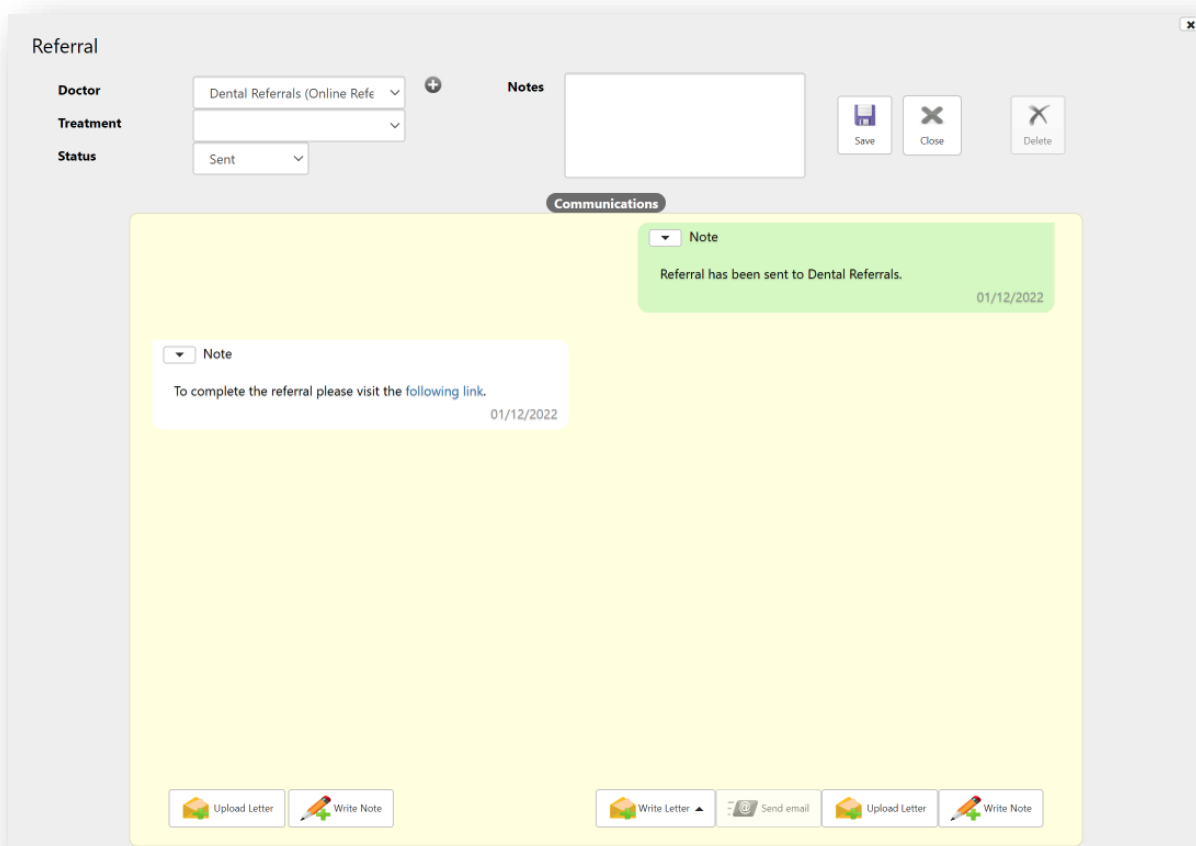 Referral
Doctor
Dental Referrals (Online Refe
Notes
Treatment
Status
Sent
Save
Close
Delete
Communications
Note
Referral has been sent to Dental Referrals.
01/12/2022
Note
To complete the referral please visit the following link.
01/12/2022
Upload Letter
Write Note
Write Letter
Send email
Upload Letter
Write Note